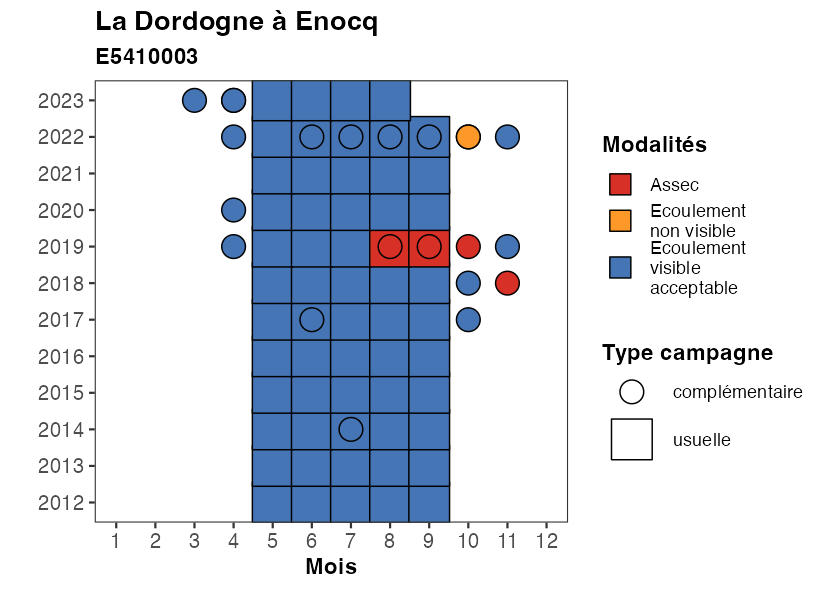 La Dordogne à Enocq
E5410003
2023
2022
2021
2020
2019
2018
2017
2016
2015
2014
2013
2012
1 2 3 4 5 6 7 8 9 10 11 12
Mois
Modalités
Assec
Ecoulement
non visible
Ecoulement
visible
acceptable
Type campagne
complémentaire
usuelle